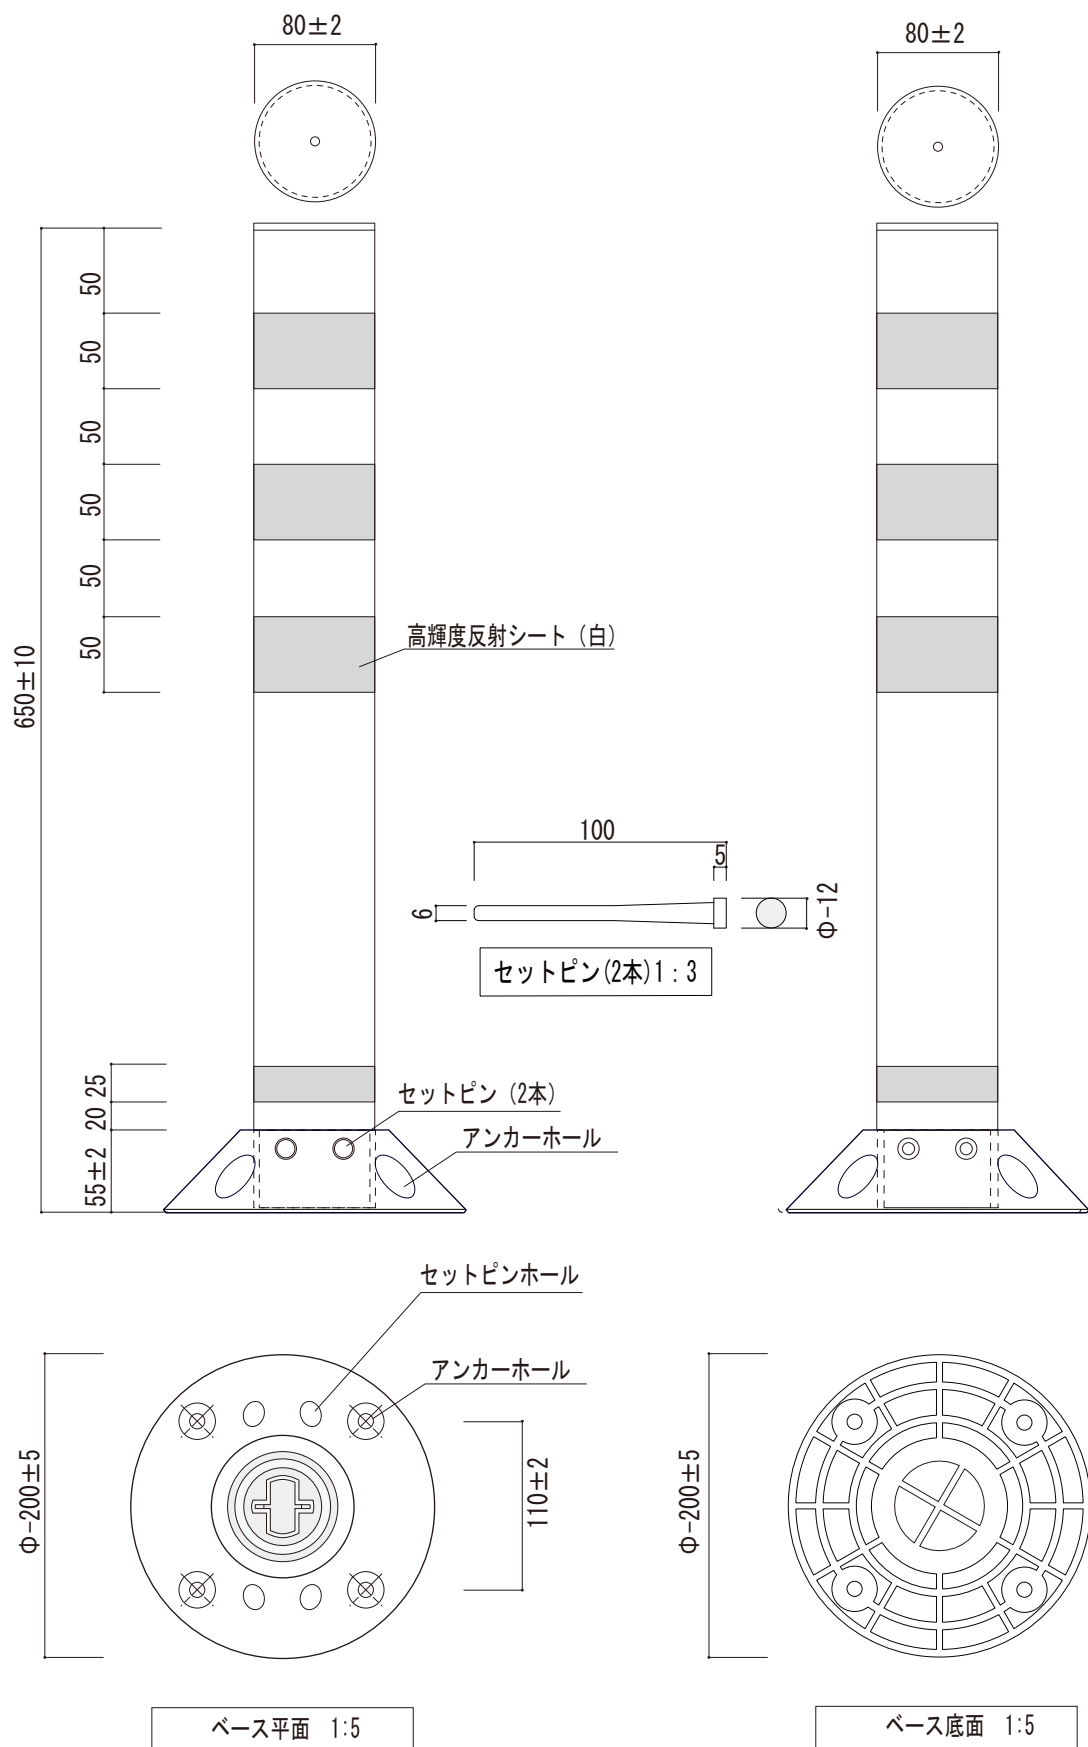 80±2
80±2
50
50
50
50
50
50
650±10
高輝度反射シート（白）
100
5
6
Φ-12
セットピン(2本)1：3
25
20
55±2
セットピン（2本）
アンカーホール
セットピンホール
アンカーホール
Φ-200±5
110±2
Φ-200±5
ベース平面　1:5
ベース底面　1:5